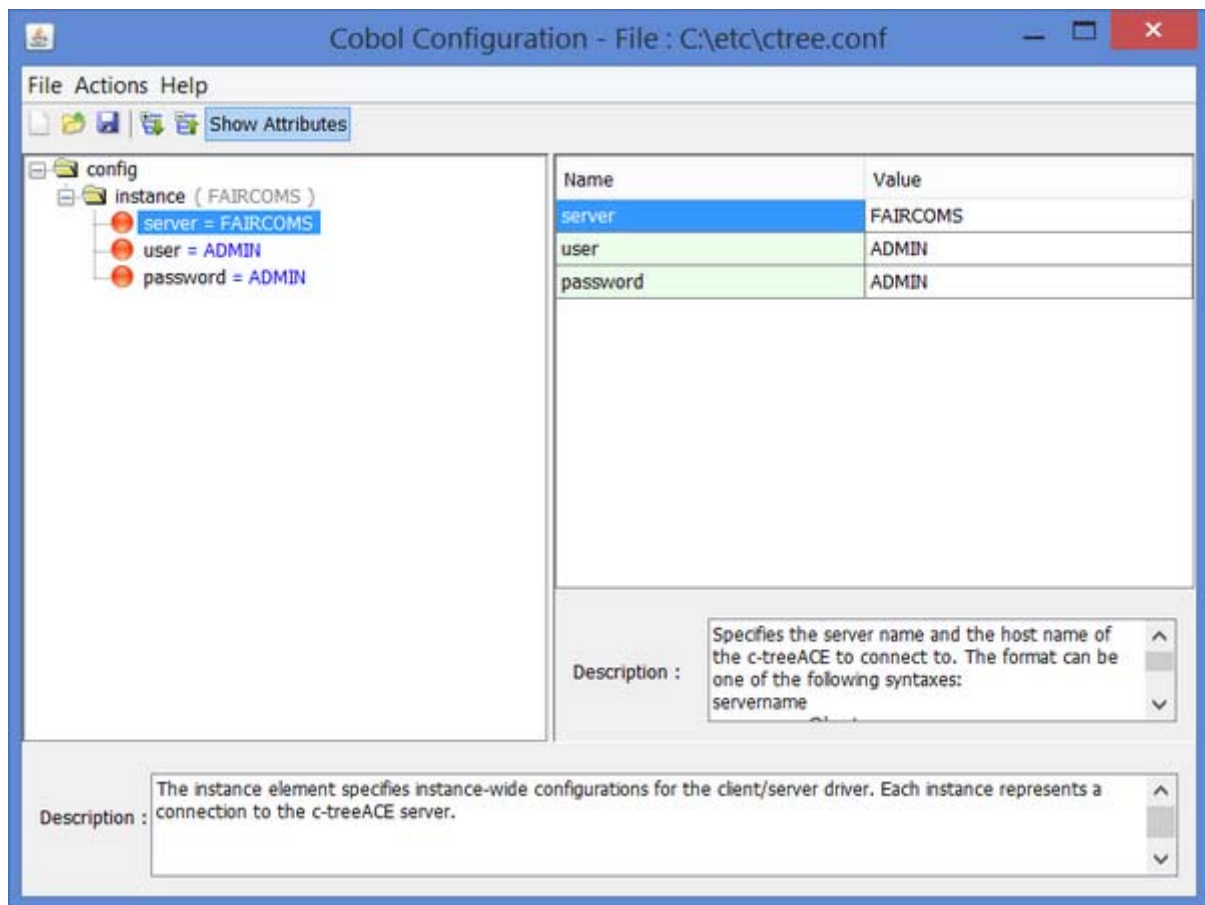 Cobol Configuration - File : C:\etc\ctree.conf
File Actions Help
Show Attributes
config
instance ( FAIRCOMS )
server = FAIRCOMS
user = ADMIN
password = ADMIN
Name Value
server FAIRCOMS
user ADMIN
password ADMIN
Description :
Specifies the server name and the host name of
the c-treeACE to connect to. The format can be
one of the following syntaxes:
servername
Description :
The instance element specifies instance-wide configurations for the client/server driver. Each instance represents a
connection to the c-treeACE server.